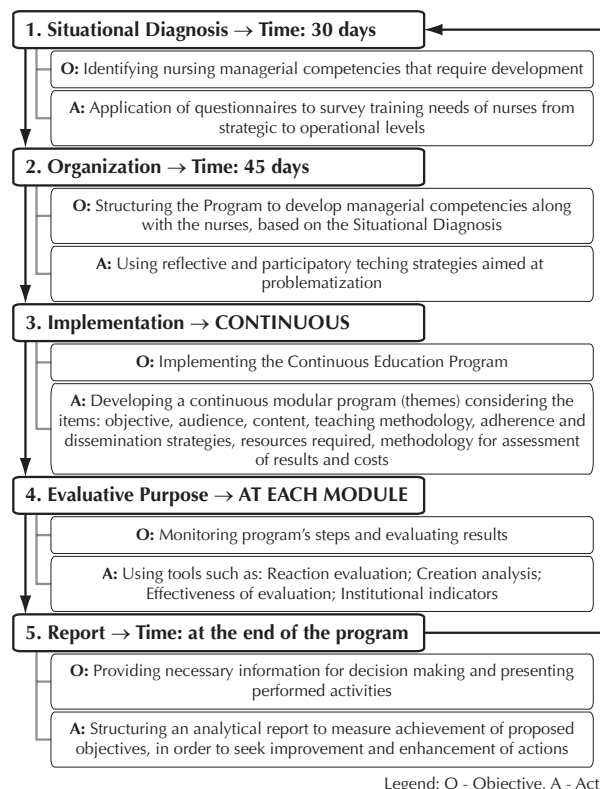 1. Situational Diagnosis → Time: 30 days
O: Identifying nursing managerial competencies that require development
A: Application of questionnaires to survey training needs of nurses from
strategic to operational levels
2. Organization → Time: 45 days
O: Structuring the Program to develop managerial competencies along
with the nurses, based on the Situational Diagnosis
A: Using reflective and participatory teching strategies aimed at
problematization
3. Implementation → CONTINUOUS
O: Implementing the Continuous Education Program
A: Developing a continuous modular program (themes) considering the
items: objective, audience, content, teaching methodology, adherence and
dissemination strategies, resources required, methodology for assessment
of results and costs
4. Evaluative Purpose → AT EACH MODULE
O: Monitoring program's steps and evaluating results
A: Using tools such as: Reaction evaluation; Creation analysis;
Effectiveness of evaluation; Institutional indicators
5. Report → Time: at the end of the program
O: Providing necessary information for decision making and presenting
performed activities
A: Structuring an analytical report to measure achievement of proposed
objectives, in order to seek improvement and enhancement of actions
Legend: O - Objective, A - Act